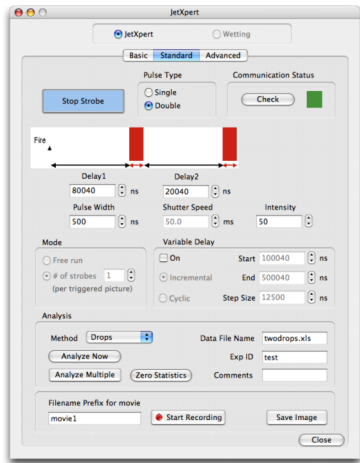 JetXpert
JetXpert Wetting
Basic Standard Advanced
Pulse Type Communication Status
Single
Double
Stop Strobe Check
Fire
Delay1 Delay2
80040 ns 20040 ns
Pulse Width Shutter Speed Intensity
500 ns 50.0 ms 50
Mode Variable Delay
Free run On Start 100040 ns
# of strobes 1 Incremental End 500040 ns
(per triggered picture) Cyclic Step Size 12500 ns
Analysis
Method Drops Data File Name twodrops.xls
Analyze Now Exp ID test
Analyze Multiple Zero Statistics Comments
Filename Prefix for movie
movie1 Start Recording Save Image
Close